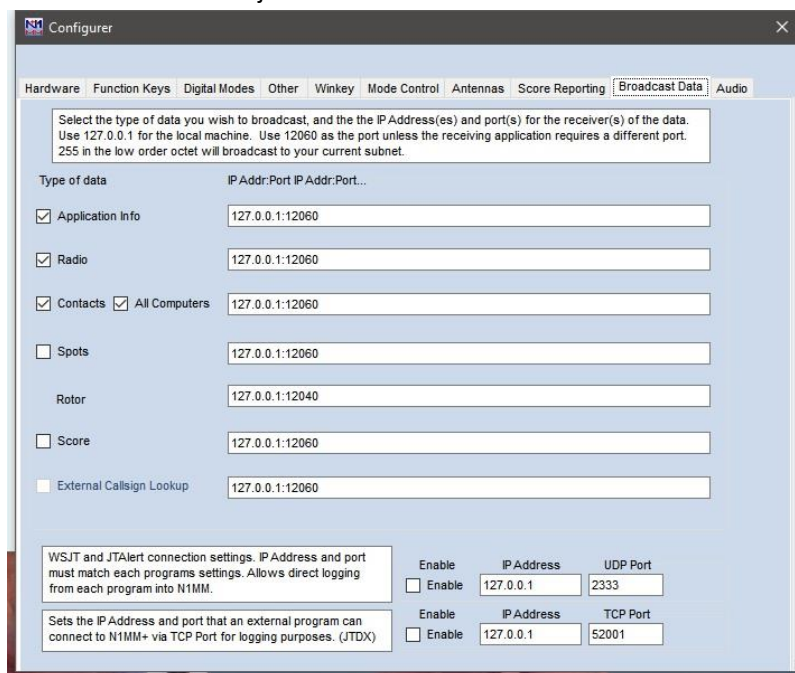 N1MM Configurer
Hardware Function Keys Digital Modes Other Winkey Mode Control Antennas Score Reporting Broadcast Data Audio
Select the type of data you wish to broadcast, and the the IP Address(es) and port(s) for the receiver(s) of the data.
Use 127.0.0.1 for the local machine. Use 12060 as the port unless the receiving application requires a different port.
255 in the low order octet will broadcast to your current subnet.
Type of data IP Addr:Port IP Addr:Port...
Application Info 127.0.0.1:12060
Radio 127.0.0.1:12060
Contacts All Computers 127.0.0.1:12060
Spots 127.0.0.1:12060
Rotor 127.0.0.1:12040
Score 127.0.0.1:12060
External Callsign Lookup 127.0.0.1:12060
WSJT and JTAlert connection settings. IP Address and port
must match each programs settings. Allows direct logging
from each program into N1MM.
Enable IP Address UDP Port
Enable 127.0.0.1 2333
Sets the IP Address and port that an external program can
connect to N1MM+ via TCP Port for logging purposes. (JTDX)
Enable IP Address TCP Port
Enable 127.0.0.1 52001